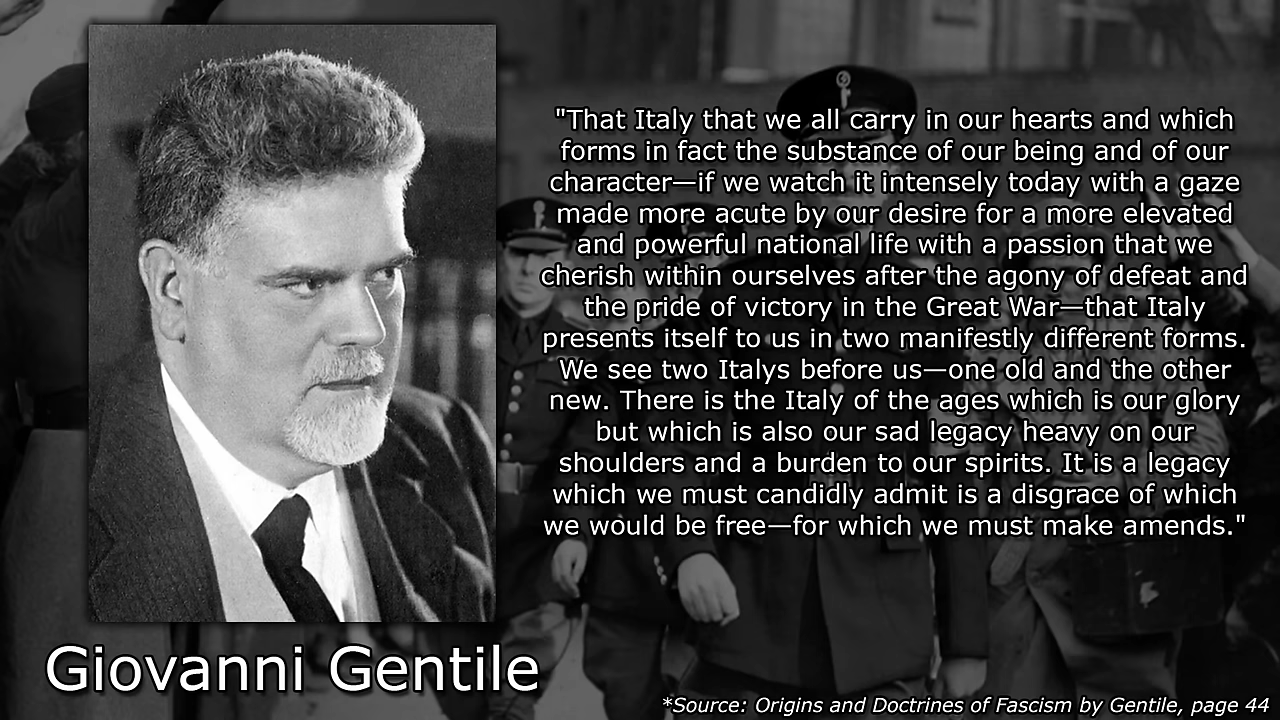 "That Italy that we all carry in our hearts and which
forms in fact the substance of our being and of our
character—if we watch it intensely today with a gaze
made more acute by our desire for a more elevated
and powerful national life with a passion that we
cherish within ourselves after the agony of defeat and
the pride of victory in the Great War—that Italy
presents itself to us in two manifestly different forms.
We see two Italys before us—one old and the other
new. There is the Italy of the ages which is our glory
but which is also our sad legacy heavy on our
shoulders and a burden to our spirits. It is a legacy
which we must candidly admit is a disgrace of which
we would be free—for which we must make amends."
Giovanni Gentile
*Source: Origins and Doctrines of Fascism by Gentile, page 44